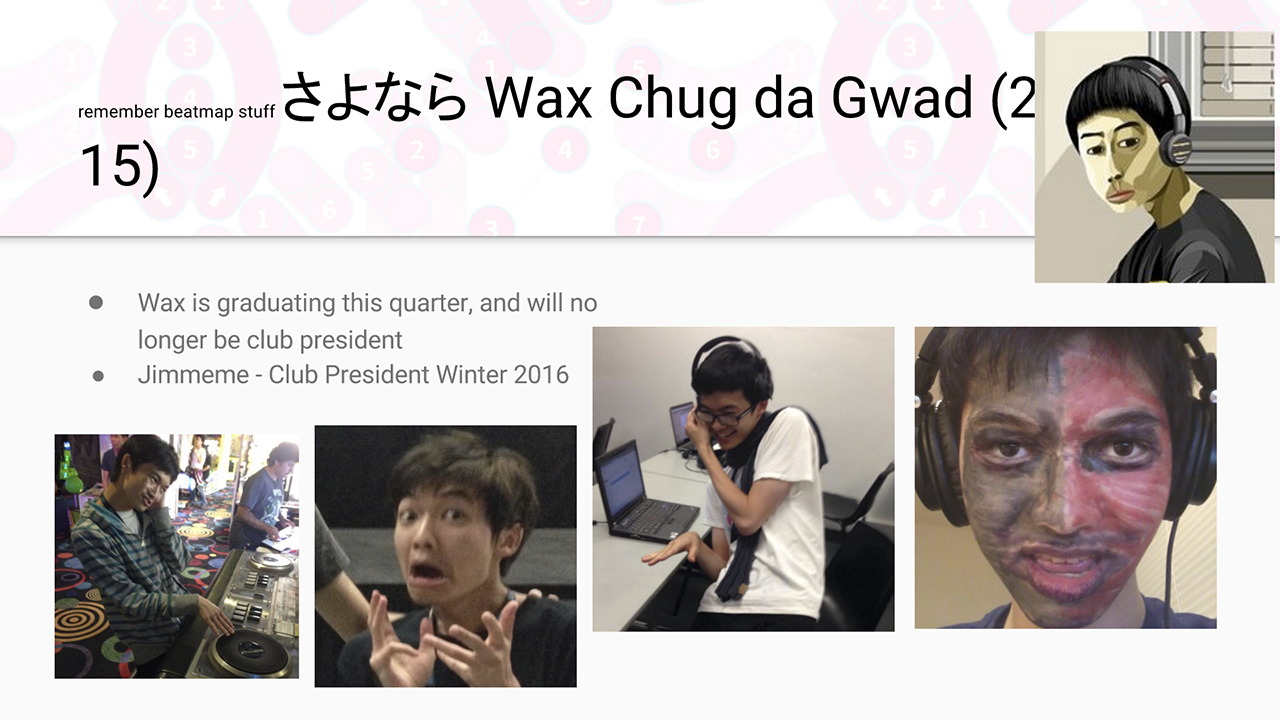 remember beatmap stuff さよなら Wax Chug da Gwad (2
15)
Wax is graduating this quarter, and will no
longer be club president
Jimmeme - Club President Winter 2016